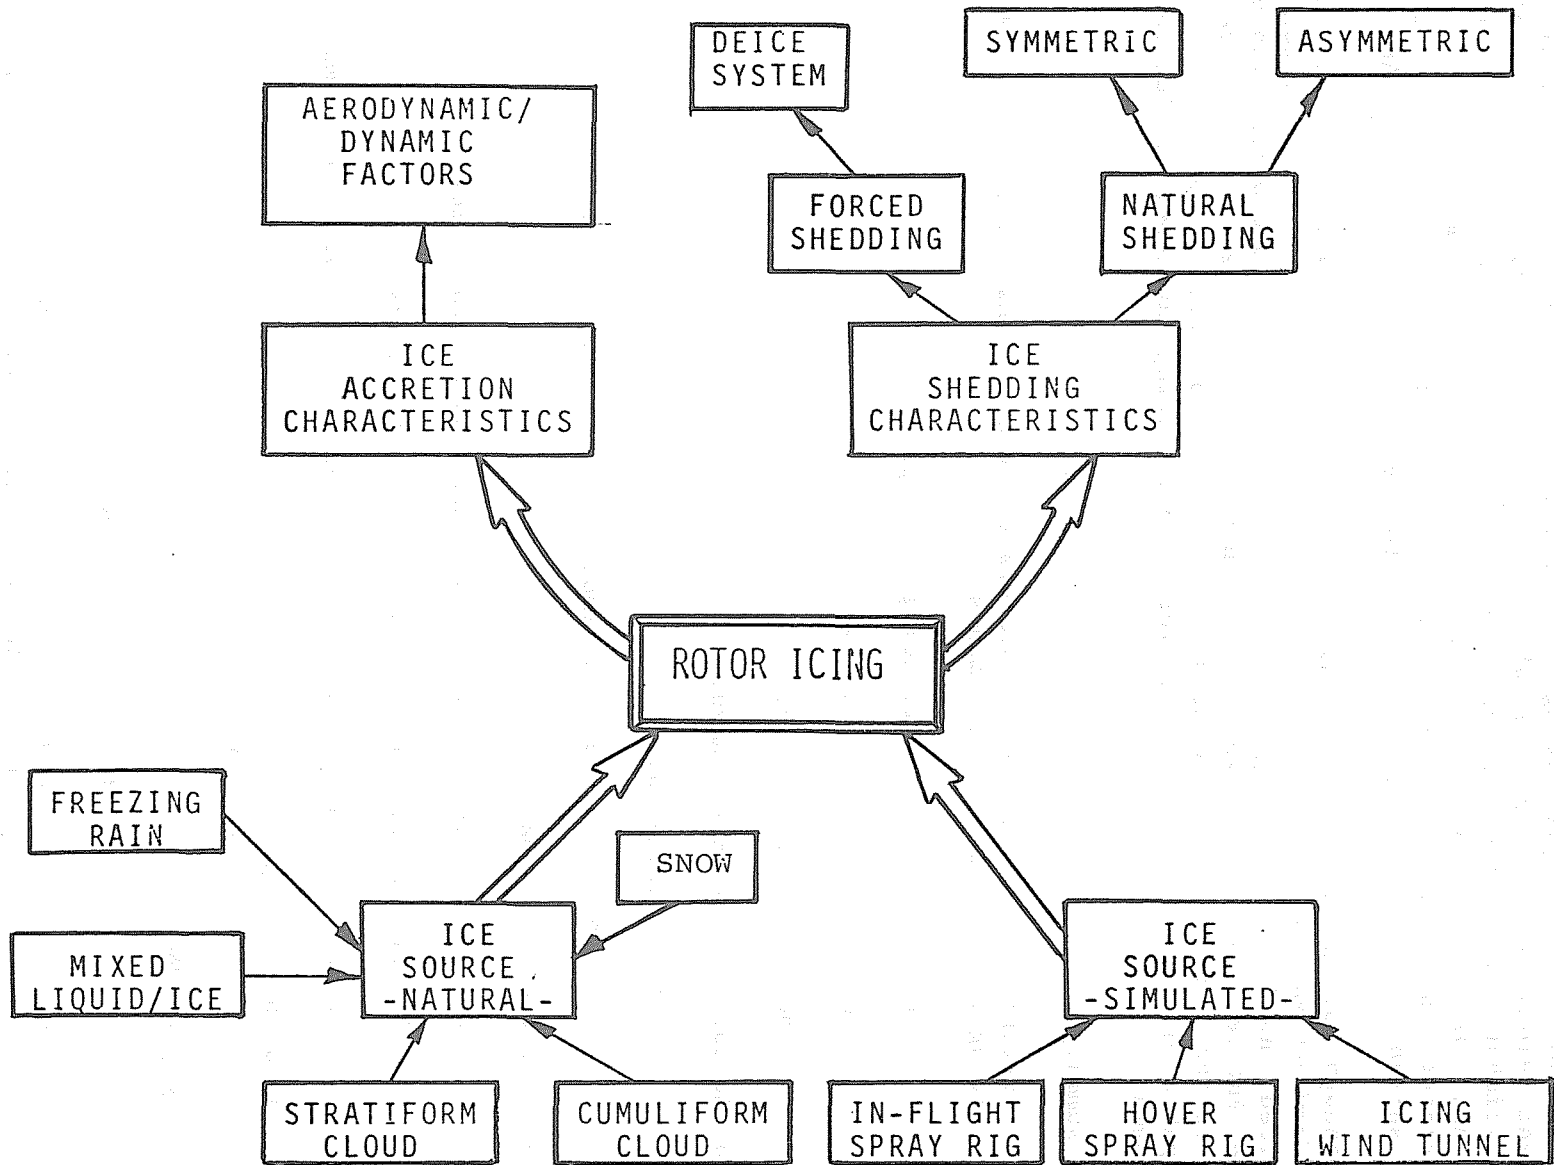 DEICE
SYSTEM
SYMMETRIC
ASYMMETRIC
AERODYNAMIC/
DYNAMIC
FACTORS
FORCED
SHEDDING
NATURAL
SHEDDING
ICE
ACCRETION
CHARACTERISTICS
ICE
SHEDDING
CHARACTERISTICS
ROTOR ICING
FREEZING
RAIN
SNOW
MIXED
LIQUID/ICE
ICE
SOURCE
-NATURAL-
ICE
SOURCE
-SIMULATED-
STRATIFORM
CLOUD
CUMULIFORM
CLOUD
IN-FLIGHT
SPRAY RIG
HOVER
SPRAY RIG
ICING
WIND TUNNEL